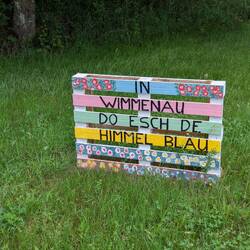 IN
WIMMENAU
DO ESCH DE
HIMMEL BLAU